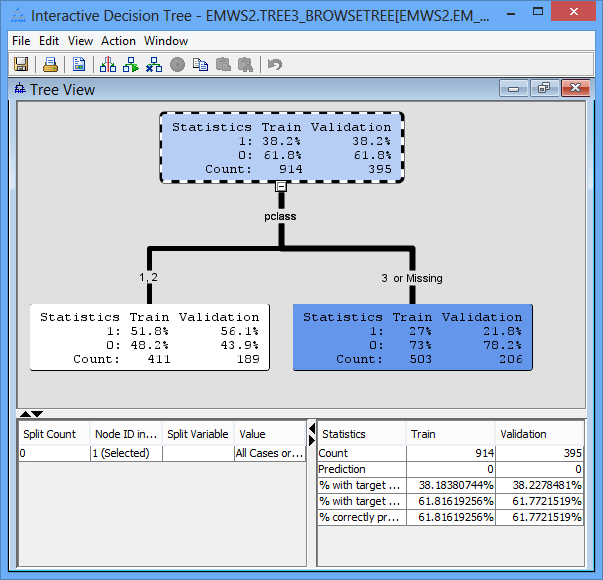 Interactive Decision Tree - EMWS2.TREE3_BROWSETREE[EMWS2.EM_...
File Edit View Action Window
Tree View
Statistics Train Validation
1: 38.2% 38.2%
0: 61.8% 61.8%
Count: 914 395
pclass
1, 2
3 or Missing
Statistics Train Validation
1: 51.8% 56.1%
0: 48.2% 43.9%
Count: 411 189
Statistics Train Validation
1: 27% 21.8%
0: 73% 78.2%
Count: 503 206
Split Count Node ID in... Split Variable Value
0 1 (Selected) All Cases or...
Statistics Train Validation
Count 914 395
Prediction 0 0
% with target ... 38.18380744% 38.2278481%
% with target ... 61.81619256% 61.7721519%
% correctly pr... 61.81619256% 61.7721519%